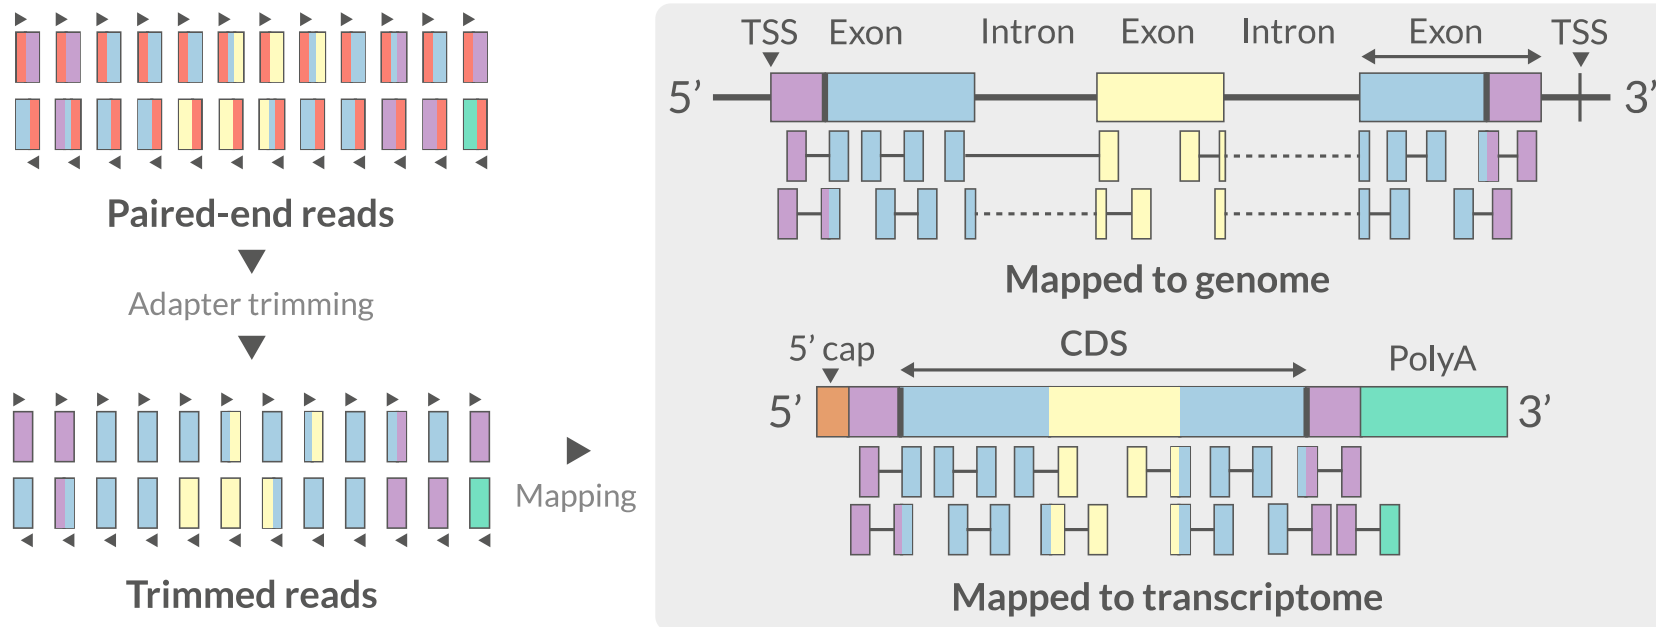 Paired-end reads
Adapter trimming
Trimmed reads
Mapping
TSS Exon Intron Exon Intron Exon TSS
5’ 3’
Mapped to genome
5’ cap CDS PolyA
5’ 3’
Mapped to transcriptome